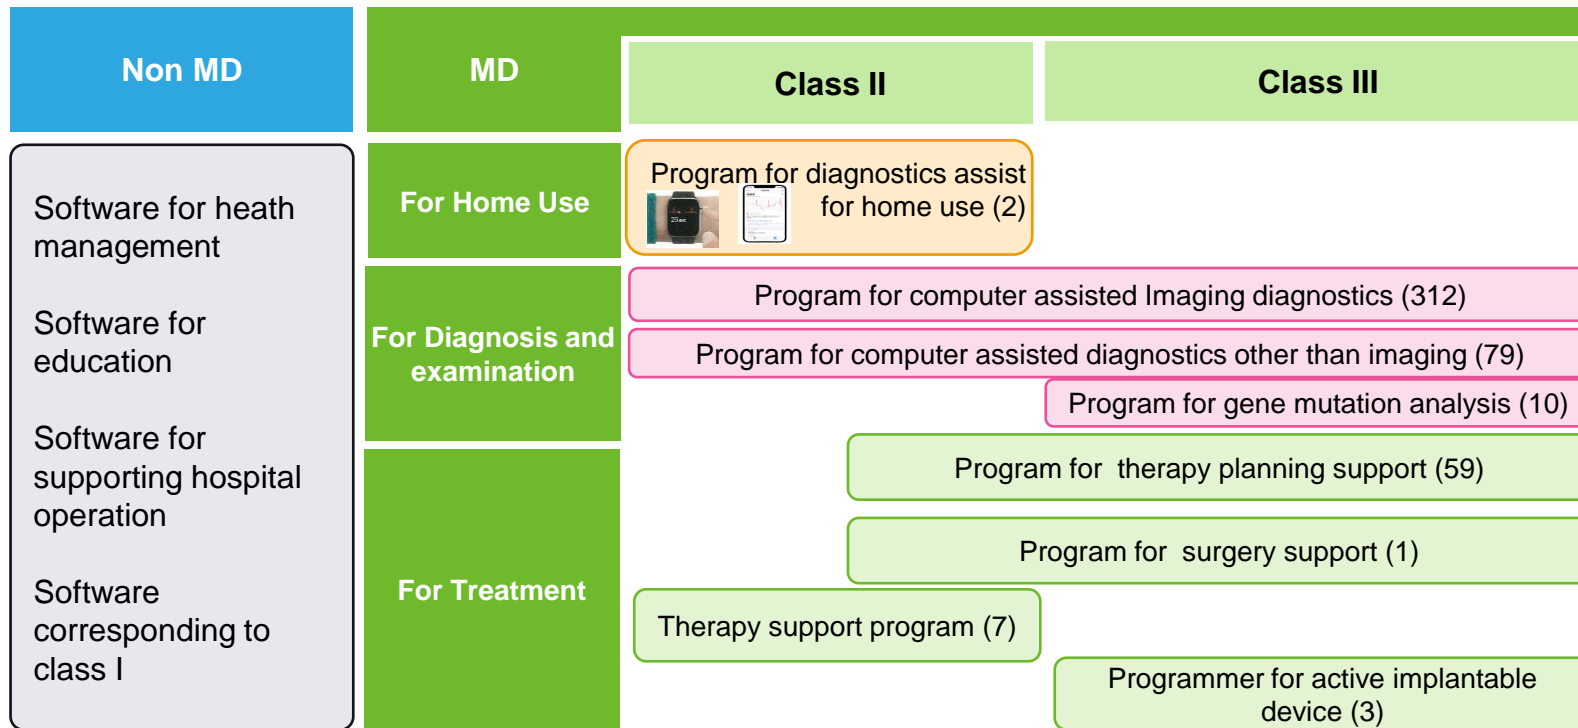 Non MD
MD
Class II
Class III
Software for heath
management
Software for
education
Software for
supporting hospital
operation
Software
corresponding to
class I
For Home Use
Program for diagnostics assist
for home use (2)
For Diagnosis and
examination
Program for computer assisted Imaging diagnostics (312)
Program for computer assisted diagnostics other than imaging (79)
Program for gene mutation analysis (10)
For Treatment
Program for therapy planning support (59)
Program for surgery support (1)
Therapy support program (7)
Programmer for active implantable
device (3)